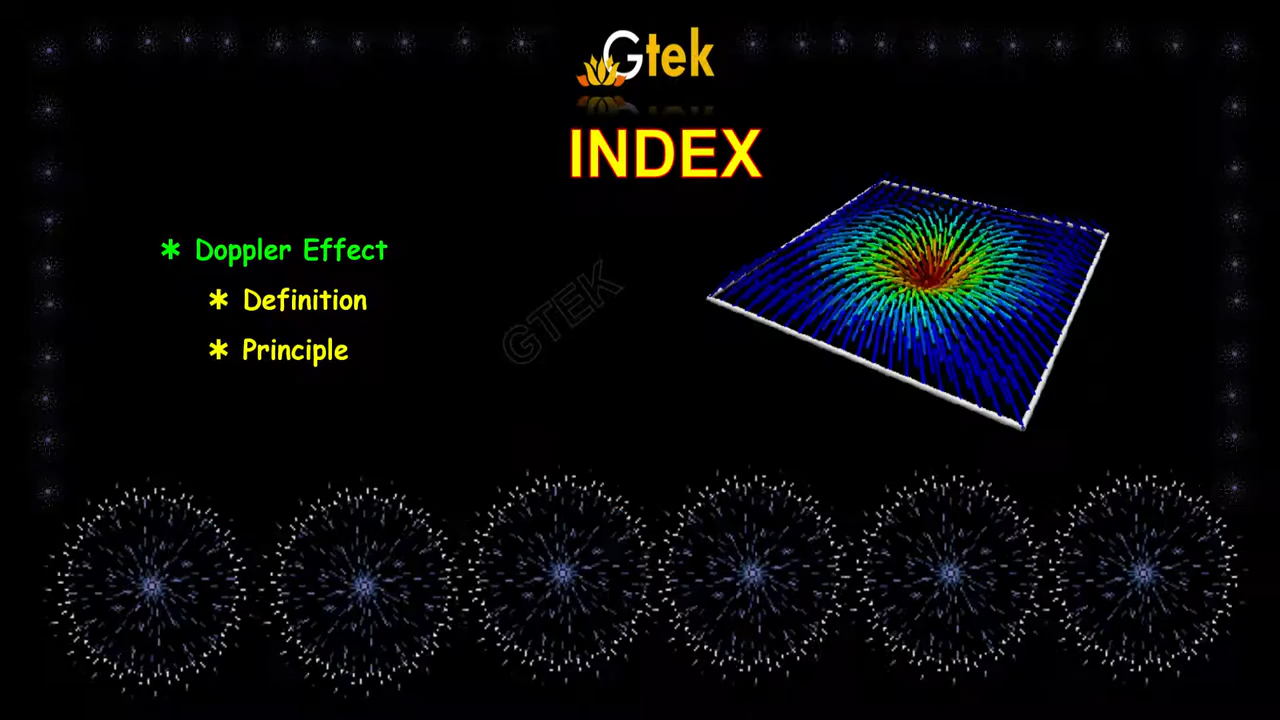 Gtek
INDEX
* Doppler Effect
* Definition
* Principle
GTEK